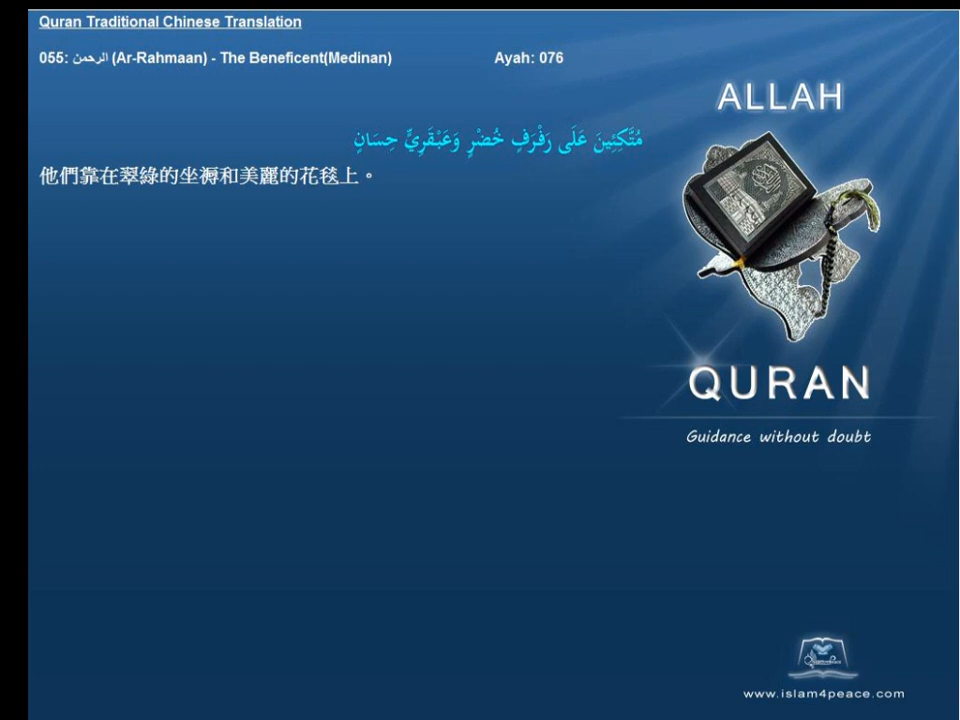 Quran Traditional Chinese Translation
055: الرحمن (Ar-Rahmaan) - The Beneficent(Medinan) Ayah: 076
مُتَّكِئِينَ عَلَى رَفْرَفٍ خُضْرٍ وَعَبْقَرِيٍّ حِسَانٍ
他們靠在翠綠的坐褥和美麗的花毯上。
ALLAH
QURAN
Guidance without doubt
www.islam4peace.com